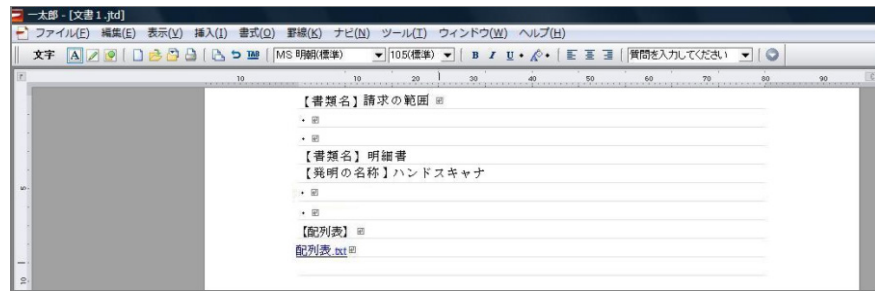 一太郎 - [文書1.jtd]
ファイル(F) 編集(E) 表示(V) 挿入(I) 書式(O) 罫線(K) ナビ(N) ツール(T) ウィンドウ(W) ヘルプ(H)
文字 A MS 明朝(標準) 10.5(標準) B I U 質問を入力してください
10 10 20 30 40 50 60 70 80 90
【書類名】請求の範囲
・
・
【書類名】明細書
【発明の名称】ハンドスキャナ
・
5
・
【配列表】
配列表.txt
10